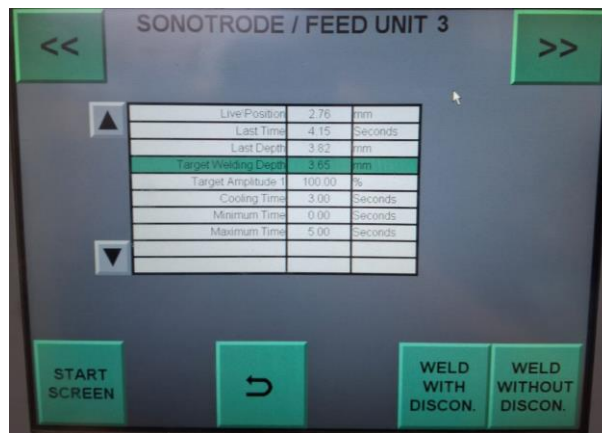 SONOTRODE / FEED UNIT 3
<< >>
Live Position 2.76 mm
Last Time 4.15 Seconds
Last Depth 3.82 mm
Target Welding Depth 3.65 mm
Target Amplitude 1 100.00 %
Cooling Time 3.00 Seconds
Minimum Time 0.00 Seconds
Maximum Time 5.00 Seconds
START
SCREEN
WELD
WITH
DISCON.
WELD
WITHOUT
DISCON.